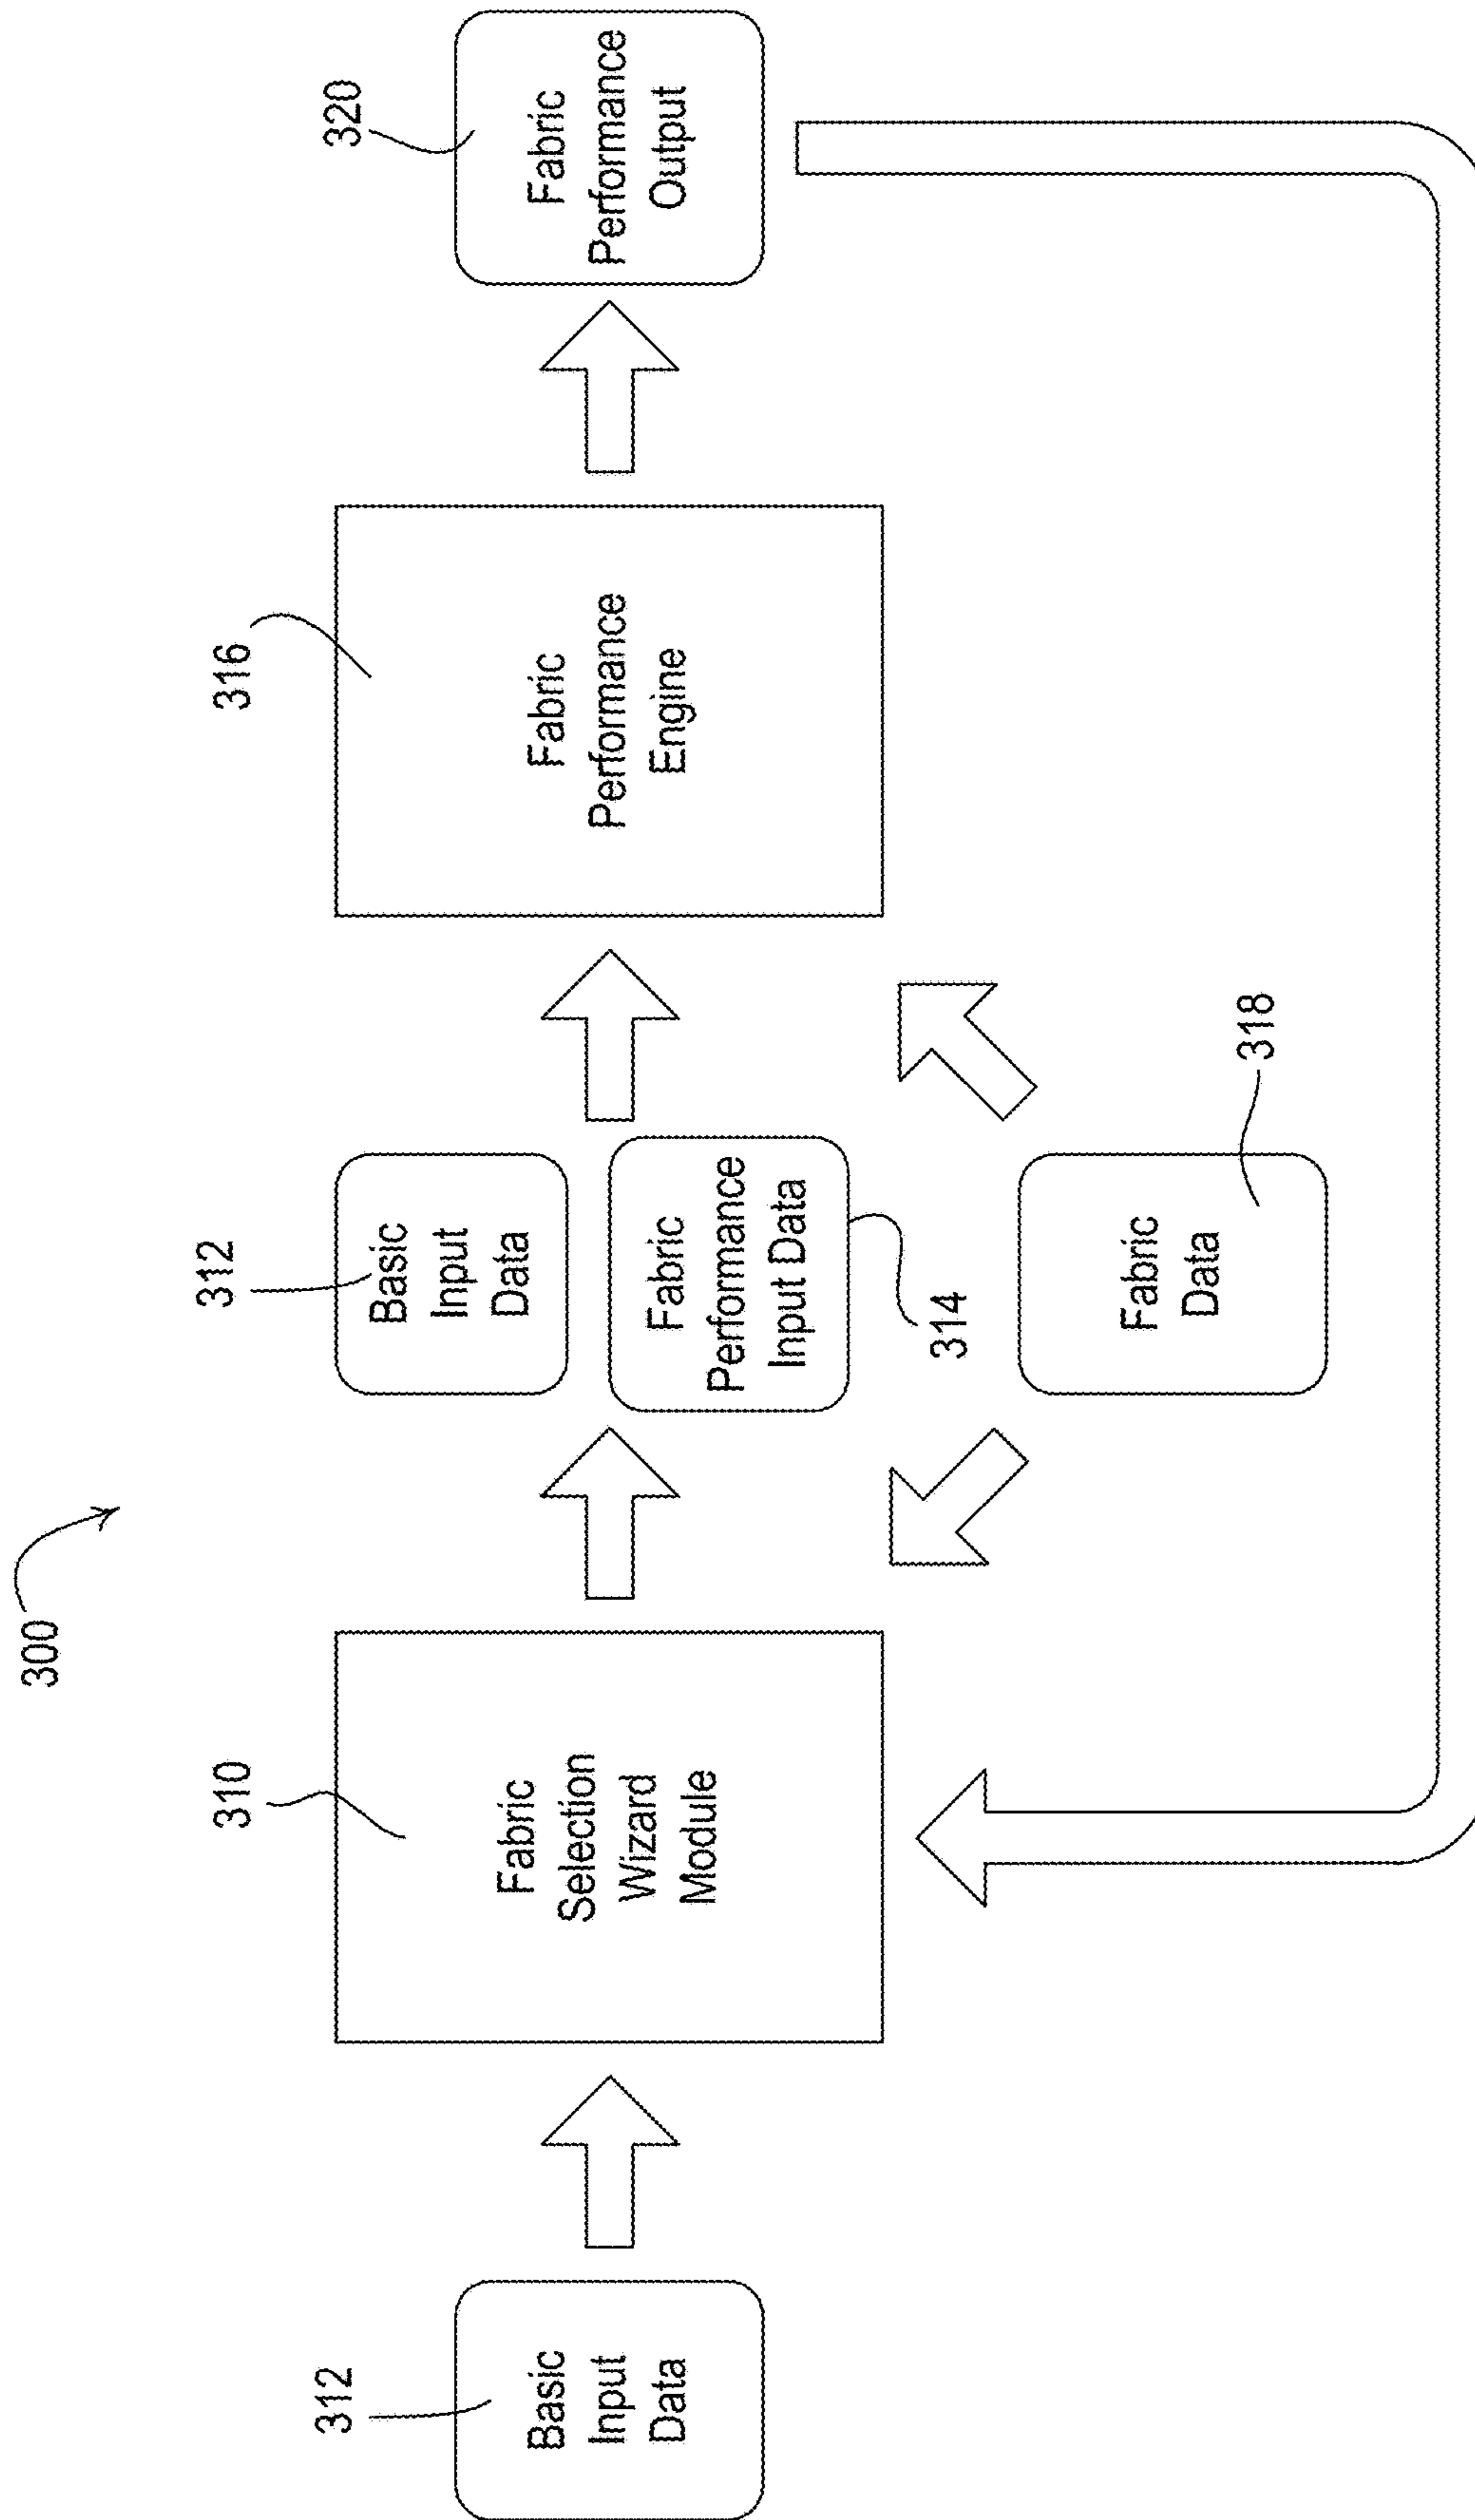 300
312
Basic
Input
Data
310
Fabric
Selection
Wizard
Module
312
Basic
Input
Data
Fabric
Performance
Input Data
314
Fabric
Data
318
316
Fabric
Performance
Engine
320
Fabric
Performance
Output